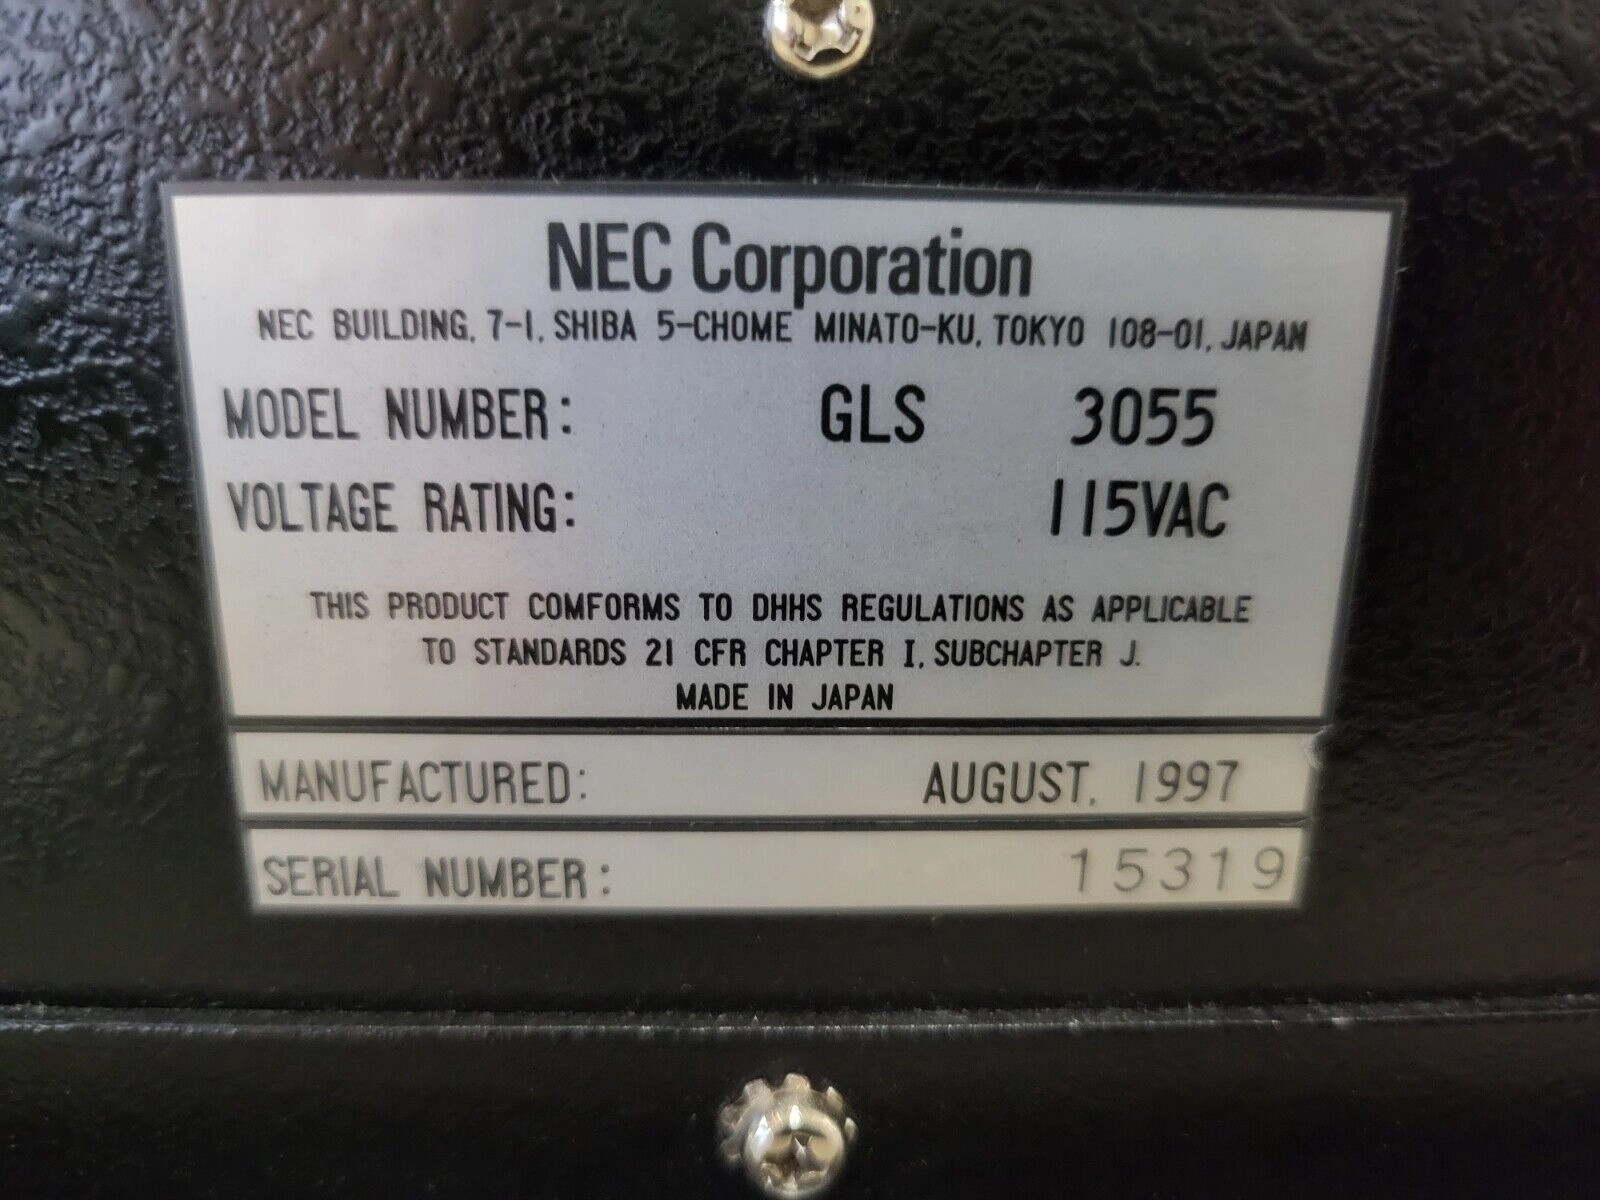 NEC Corporation
NEC BUILDING, 7-1, SHIBA 5-CHOME MINATO-KU, TOKYO 108-01, JAPAN
MODEL NUMBER: GLS 3055
VOLTAGE RATING: 115VAC
THIS PRODUCT COMFORMS TO DHHS REGULATIONS AS APPLICABLE
TO STANDARDS 21 CFR CHAPTER I, SUBCHAPTER J.
MADE IN JAPAN
MANUFACTURED: AUGUST, 1997
SERIAL NUMBER: 15319